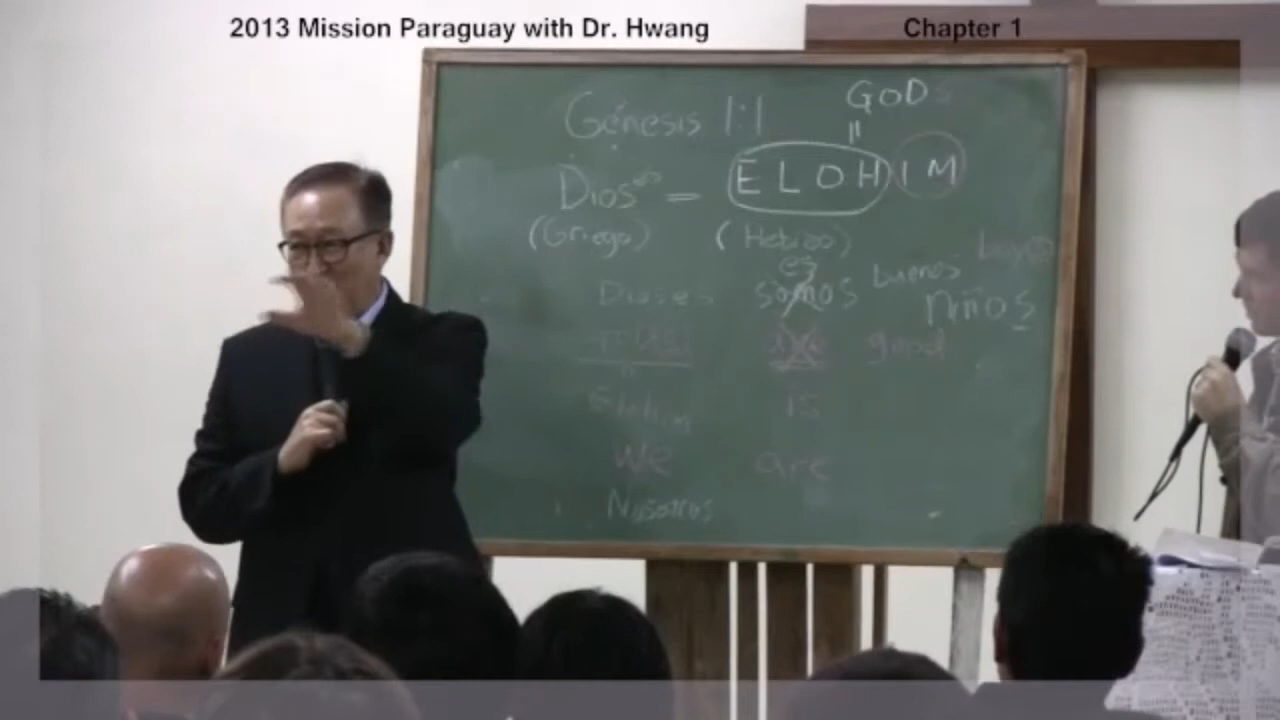 2013 Mission Paraguay with Dr. Hwang Chapter 1
GOD
Génesis 1:1
=
Dios = ELOHIM
(Griego) (Hebreo)
es
Dioses somos buenos
niños
good
Elohim is
We are
Nosotros